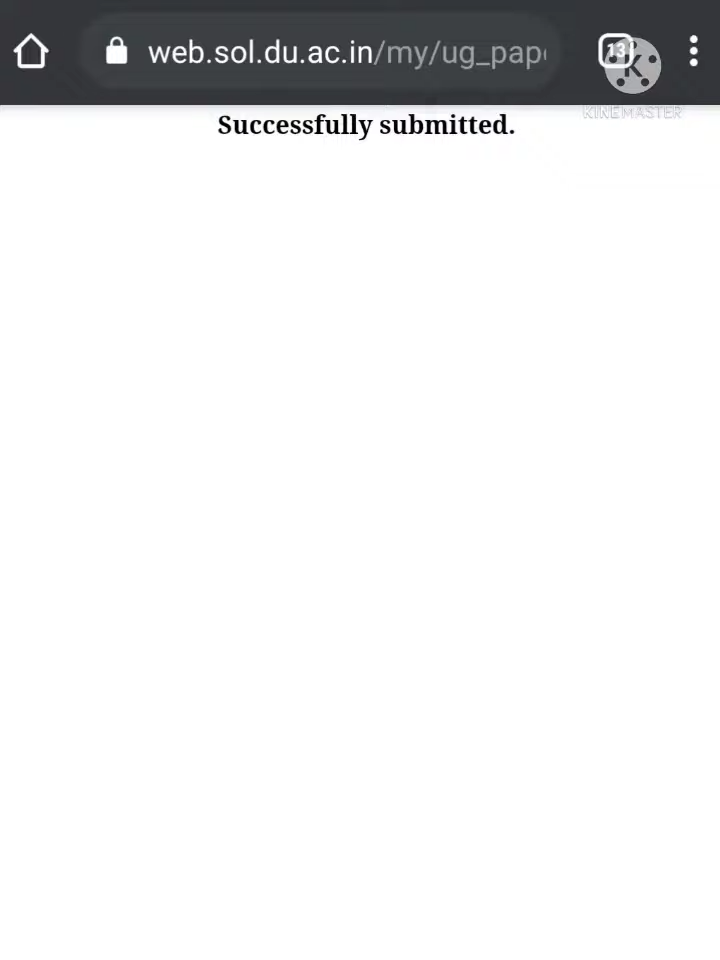 web.sol.du.ac.in/my/ug_pap
13
K
KINEMASTER
Successfully submitted.